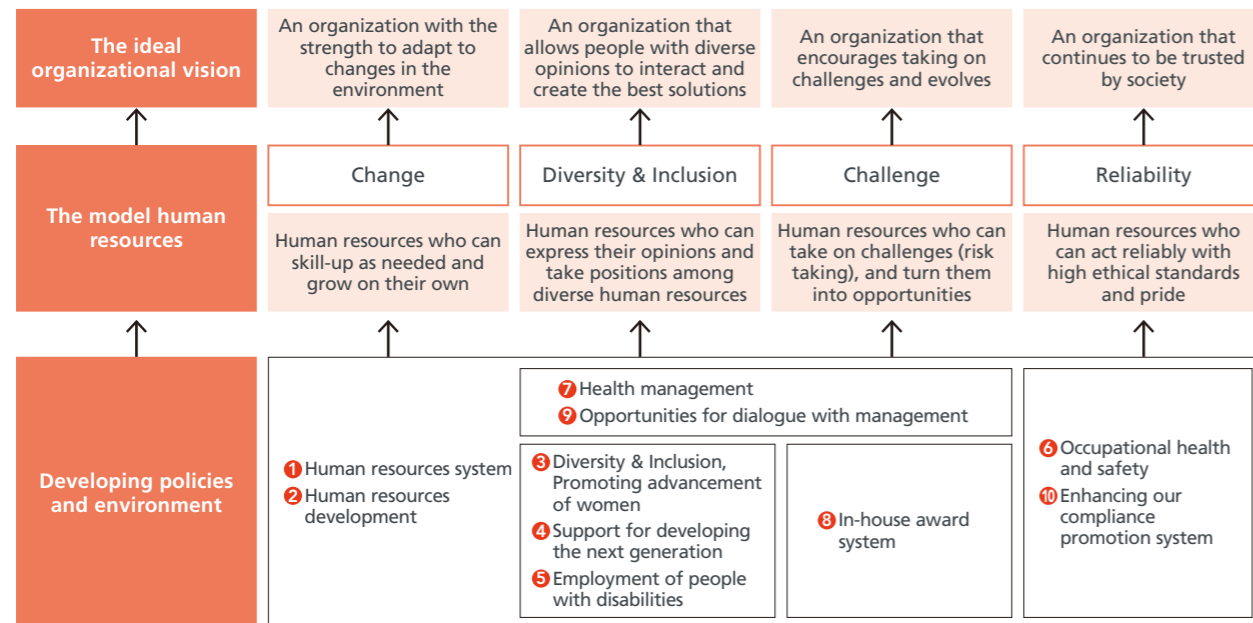 The ideal
organizational vision
An organization with the
strength to adapt to
changes in the
environment
An organization that
allows people with diverse
opinions to interact and
create the best solutions
An organization that
encourages taking on
challenges and evolves
An organization that
continues to be trusted
by society
The model human
resources
Change
Diversity & Inclusion
Challenge
Reliability
Human resources who can
skill-up as needed and
grow on their own
Human resources who can
express their opinions and
take positions among
diverse human resources
Human resources who can
take on challenges (risk
taking), and turn them
into opportunities
Human resources who
can act reliably with
high ethical standards
and pride
Developing policies
and environment
1 Human resources system
2 Human resources
development
7 Health management
9 Opportunities for dialogue with management
3 Diversity & Inclusion,
Promoting advancement
of women
4 Support for developing
the next generation
5 Employment of people
with disabilities
8 In-house award
system
6 Occupational health
and safety
10 Enhancing our
compliance
promotion system